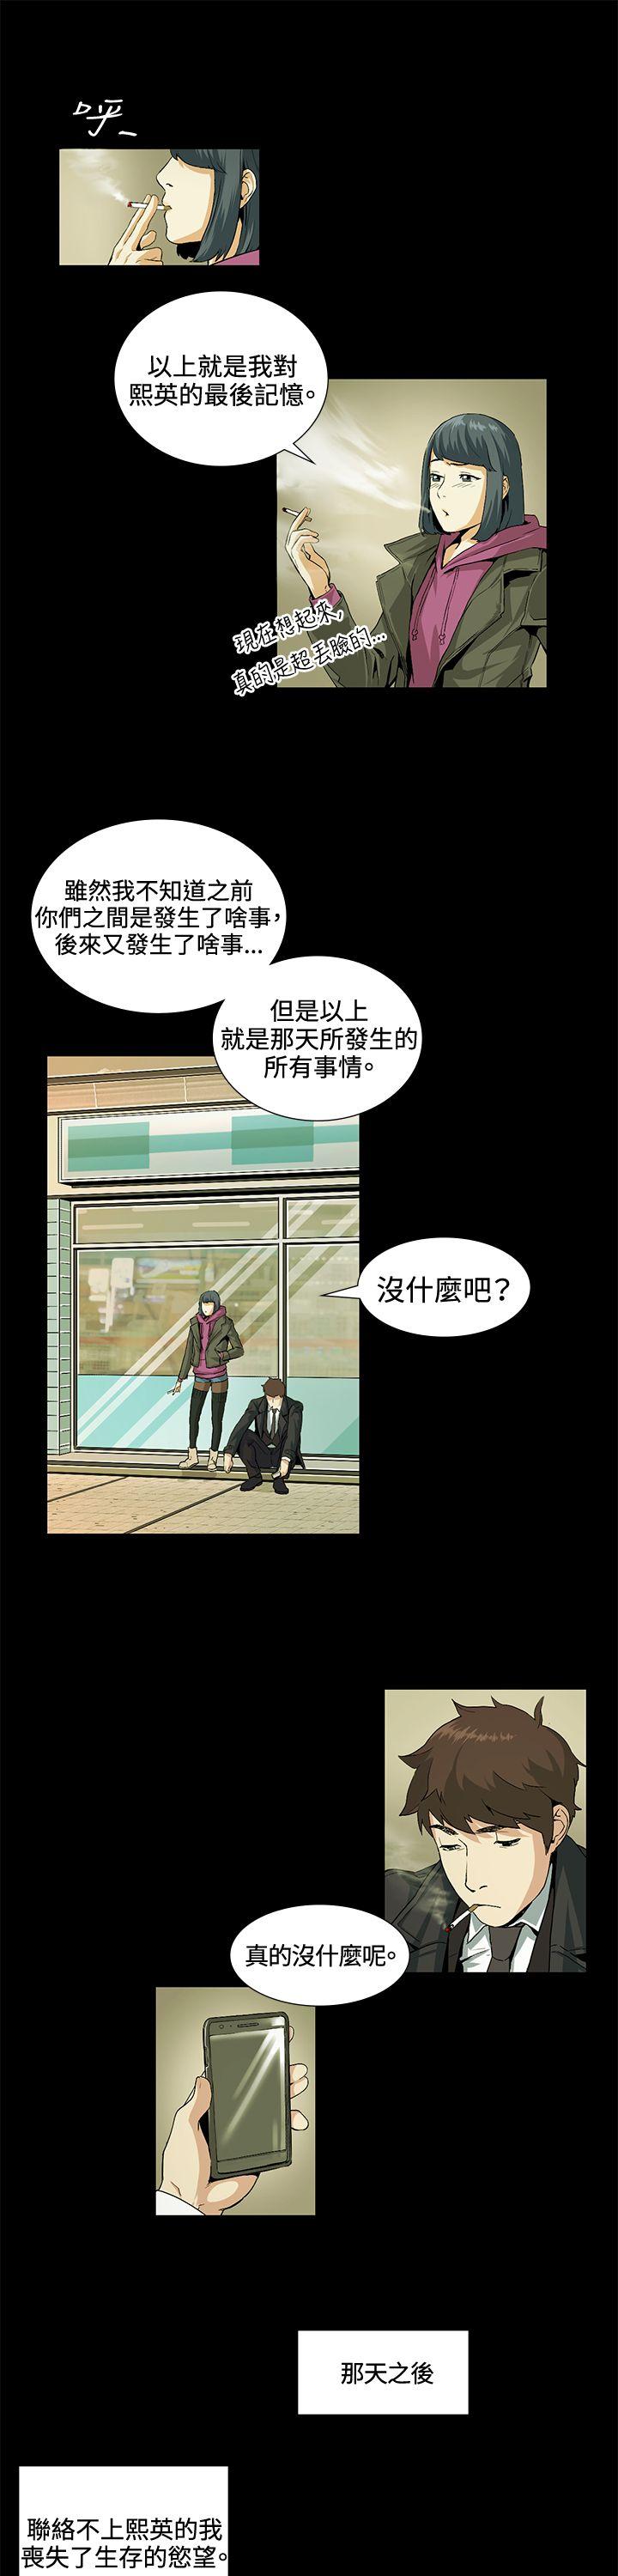 呼_
以上就是我對
熙英的最後記憶。
現在想起來,
真的是超丟臉的…
雖然我不知道之前
你們之間是發生了啥事,
後來又發生了啥事...
但是以上
就是那天所發生的
所有事情。
沒什麼吧？
真的沒什麼呢。
那天之後
聯絡不上熙英的我
喪失了生存的慾望。